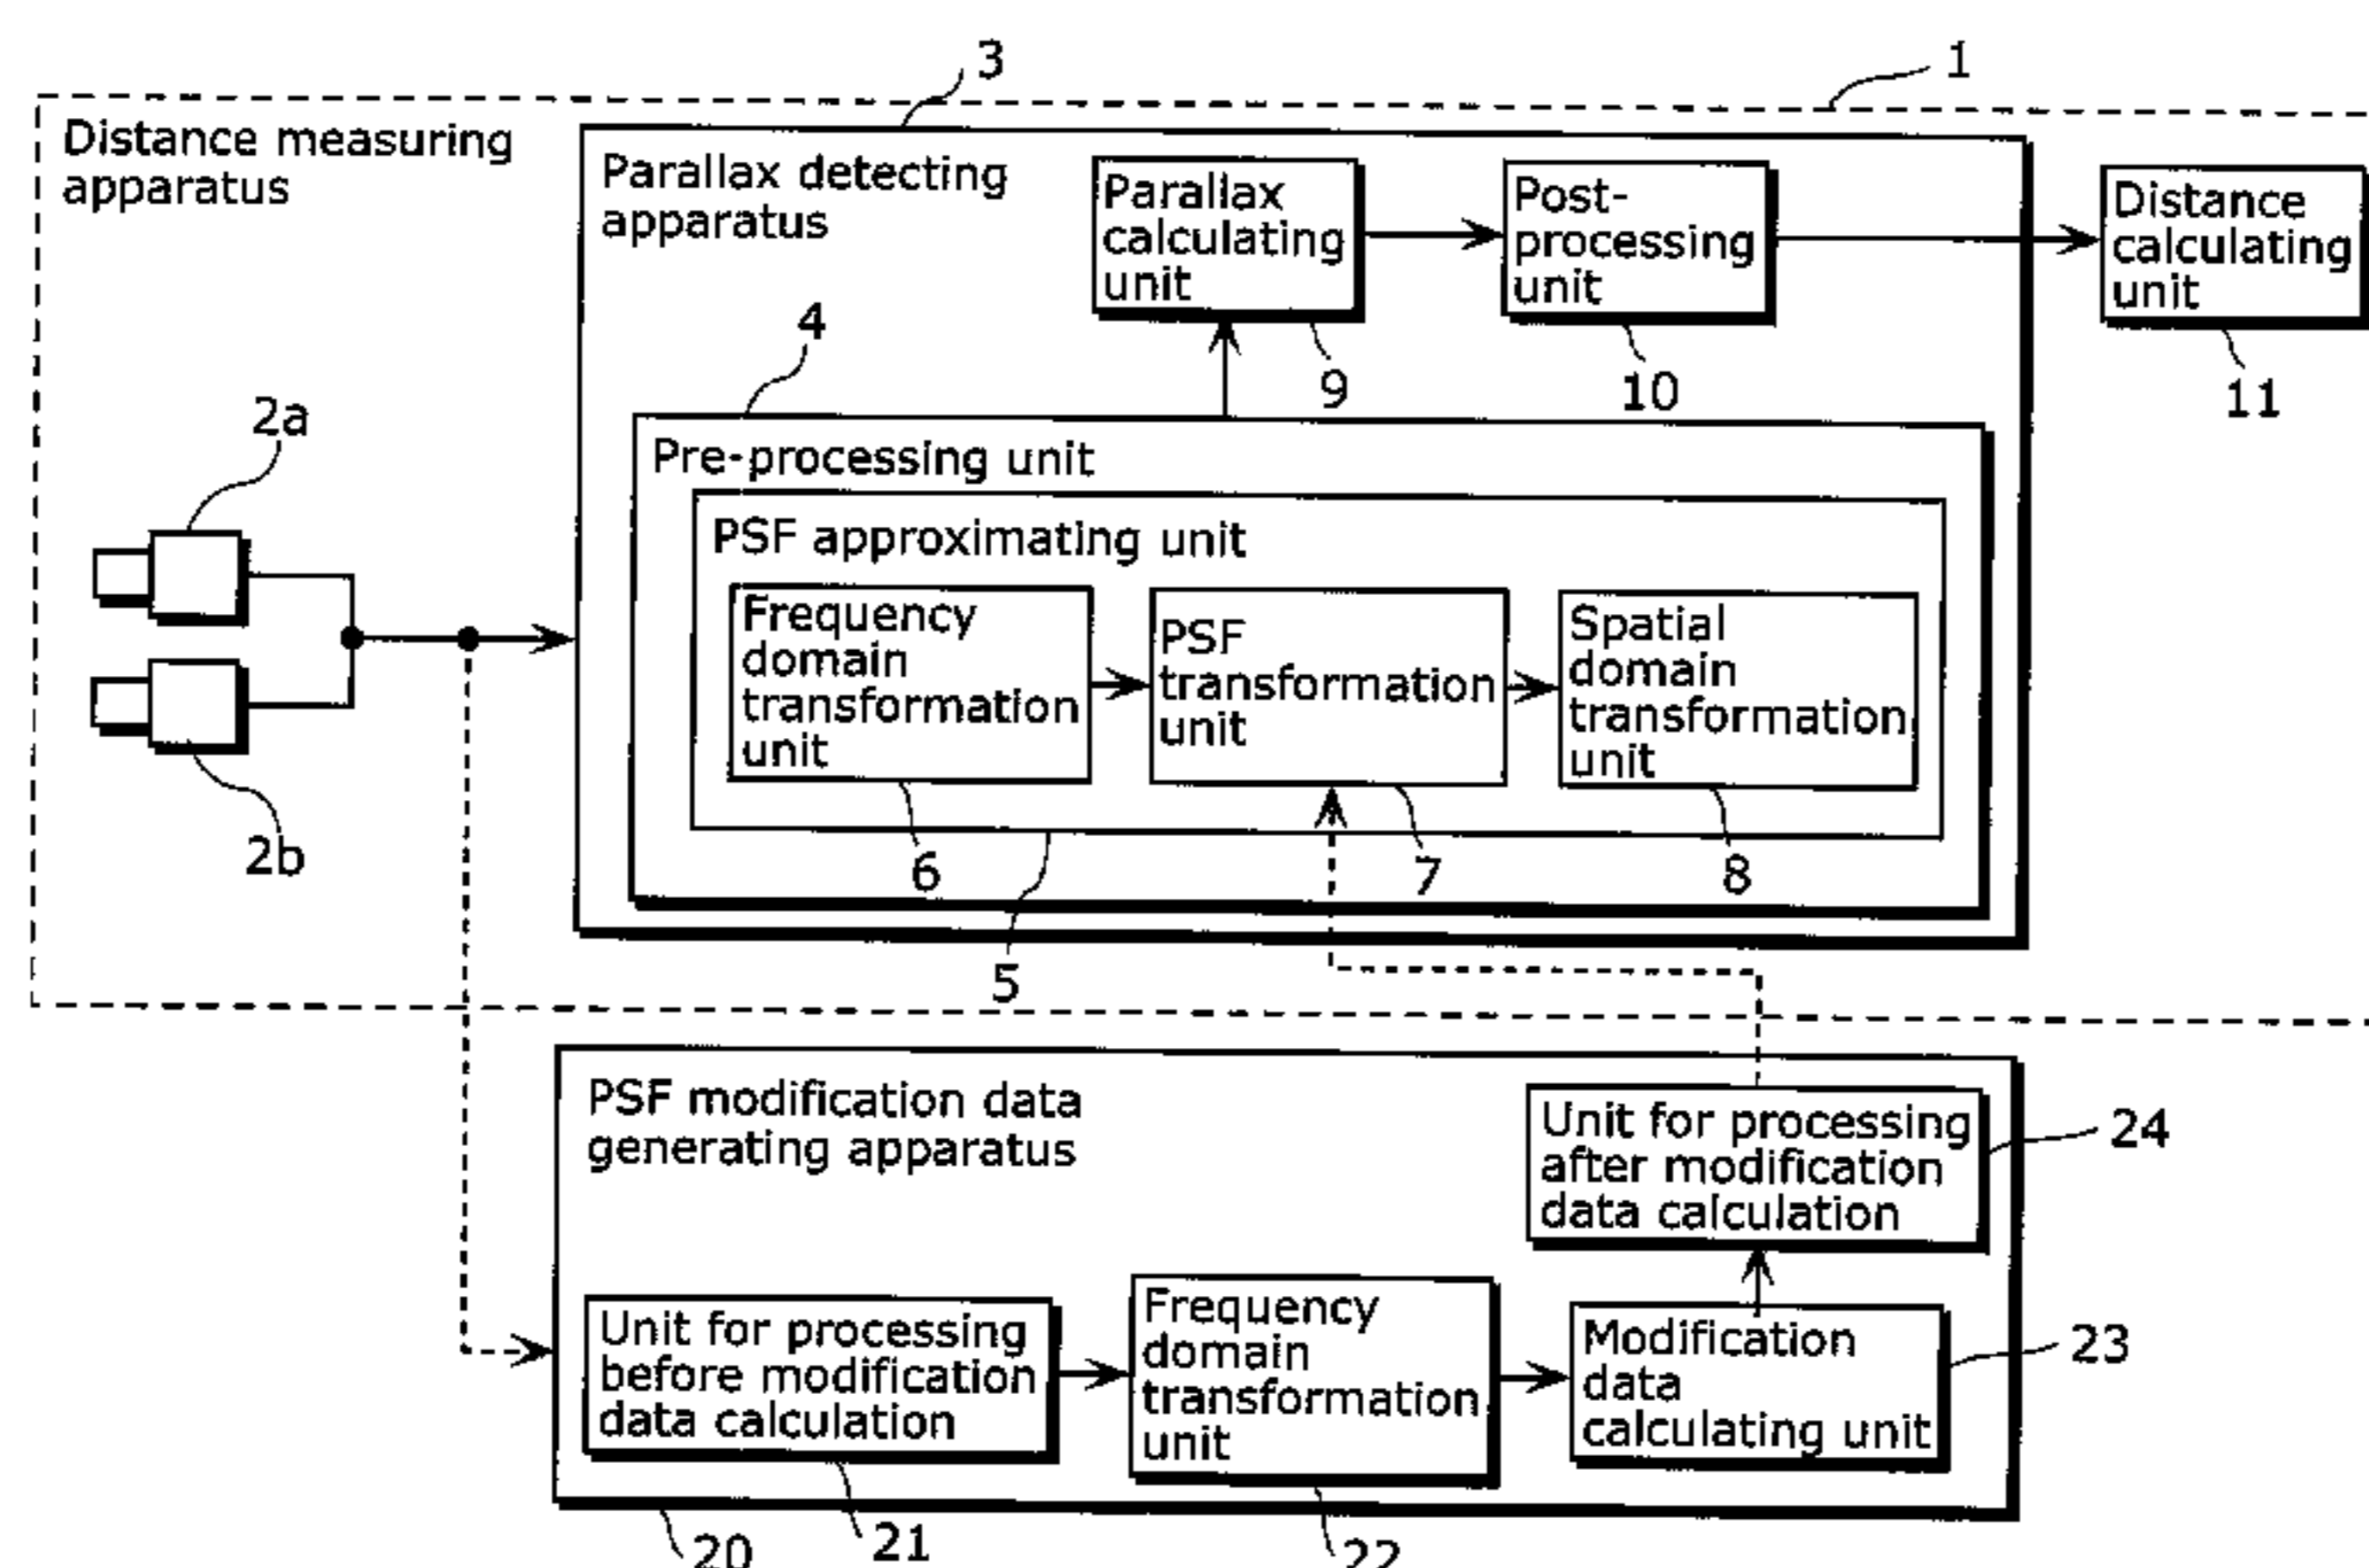 3
1
Distance measuring
apparatus
Parallax detecting
apparatus
Parallax
calculating
unit
Post-
processing
unit
Distance
calculating
unit
4
9
10
11
2a
Pre-processing unit
PSF approximating unit
Frequency
domain
transformation
unit
PSF
transformation
unit
Spatial
domain
transformation
unit
2b
6
7
8
5
PSF modification data
generating apparatus
Unit for processing
after modification
data calculation
24
Unit for processing
before modification
data calculation
Frequency
domain
transformation
unit
Modification
data
calculating unit
23
20
21
22